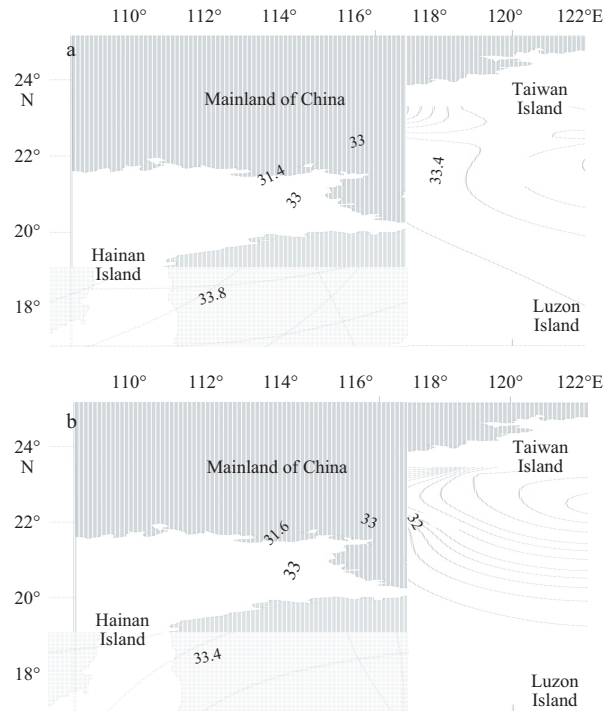 110° 112° 114° 116° 118° 120° 122°E
a
24°
N
Taiwan
Island
Mainland of China
33
22°
31.4
33.4
33
20°
Hainan
Island
33.8
18°
Luzon
Island
110° 112° 114° 116° 118° 120° 122°E
b
24°
N
Taiwan
Island
Mainland of China
22°
31.6
33
32
33
20°
Hainan
Island
33.4
18°
Luzon
Island